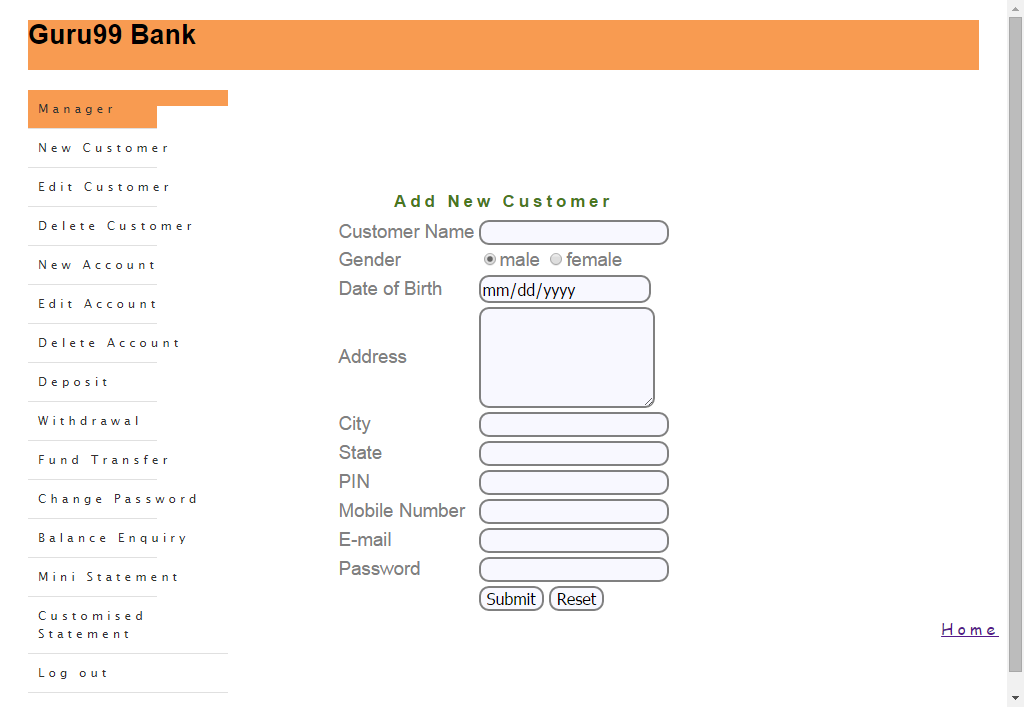 Guru99 Bank
Manager
New Customer
Edit Customer
Delete Customer
New Account
Edit Account
Delete Account
Deposit
Withdrawal
Fund Transfer
Change Password
Balance Enquiry
Mini Statement
Customised
Statement
Log out
Add New Customer
Customer Name
Gender male female
Date of Birth mm/dd/yyyy
Address
City
State
PIN
Mobile Number
E-mail
Password
Submit Reset
Home